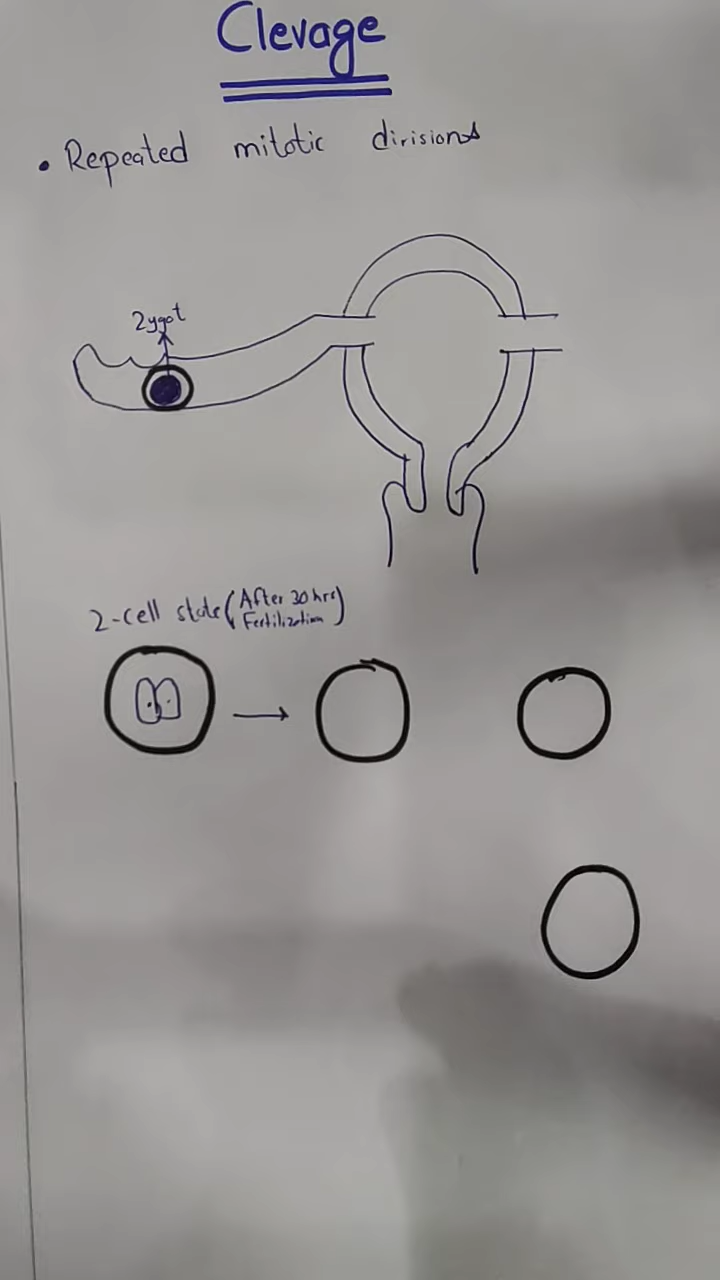 Clevage
• Repeated mitotic divisions
Zygot
2-cell state (After 30 hrs
Fertilization)